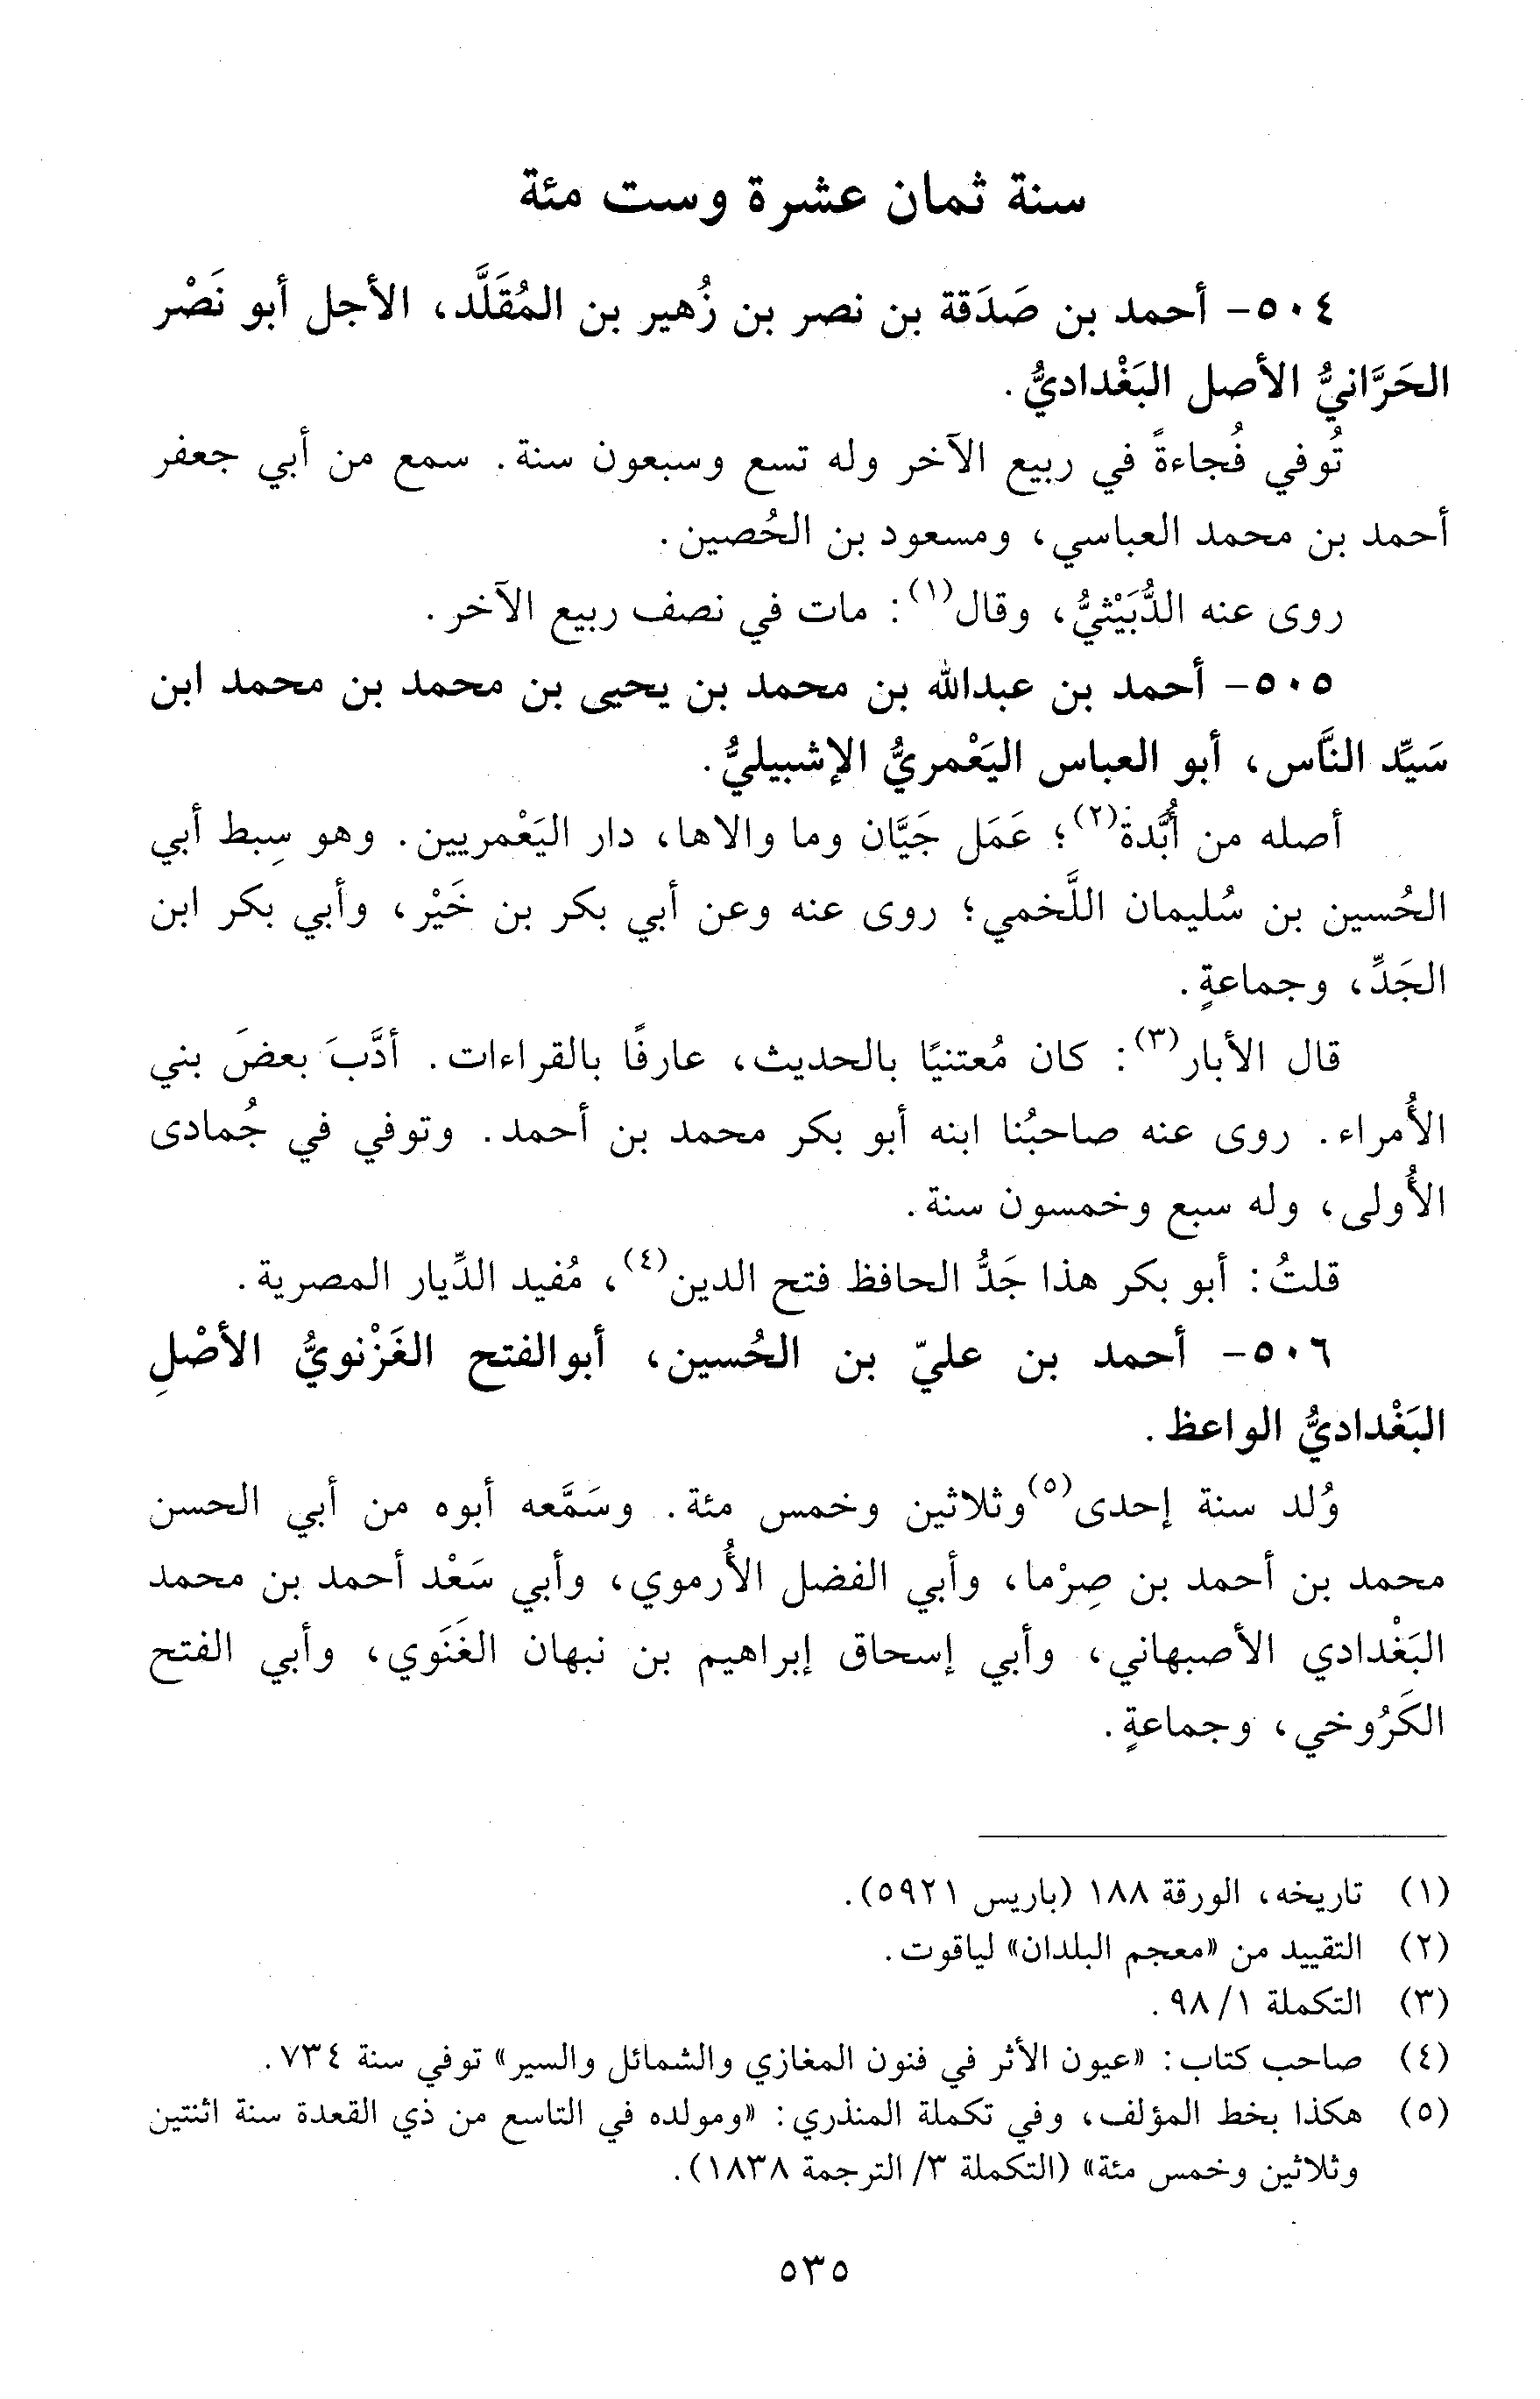 سنة ثمان عشرة وست مئة
٥٠٤- أحمد بن صَدَقة بن نصر بن زُهير بن المُقَلَّد، الأجل أبو نَصْر
الحَرَّانيُّ الأصل البَغْداديُّ.
تُوفي فُجاءةً في ربيع الآخر وله تسع وسبعون سنة. سمع من أبي جعفر
أحمد بن محمد العباسي، ومسعود بن الحُصين.
روى عنه الدُّبَيْثيُّ، وقال(١): مات في نصف ربيع الآخر.
٥٠٥- أحمد بن عبدالله بن محمد بن يحيى بن محمد بن محمد ابن
سَيِّد النَّاس، أبو العباس اليَعْمريُّ الإشبيليُّ.
أصله من أُبَّدة(٢)؛ عَمَل جَيَّان وما والاها، دار اليَعْمريين. وهو سِبط أبي
الحُسين بن سُليمان اللَّخمي؛ روى عنه وعن أبي بكر بن خَيْر، وأبي بكر ابن
الجَدِّ، وجماعةٍ.
قال الأبار(٣): كان مُعتنيًا بالحديث، عارفًا بالقراءات. أدَّبَ بعضَ بني
الأُمراء. روى عنه صاحبُنا ابنه أبو بكر محمد بن أحمد. وتوفي في جُمادى
الأُولى، وله سبع وخمسون سنة.
قلتُ: أبو بكر هذا جَدُّ الحافظ فتح الدين(٤)، مُفيد الدِّيار المصرية.
٥٠٦- أحمد بن عليّ بن الحُسين، أبوالفتح الغَزْنويُّ الأصْلِ
البَغْداديُّ الواعظ.
وُلد سنة إحدى(٥)وثلاثين وخمس مئة. وسَمَّعه أبوه من أبي الحسن
محمد بن أحمد بن صِرْما، وأبي الفضل الأُرموي، وأبي سَعْد أحمد بن محمد
البَغْدادي الأصبهاني، وأبي إسحاق إبراهيم بن نبهان الغَنَوي، وأبي الفتح
الكَرُوخي، وجماعةٍ.
(١) تاريخه، الورقة ١٨٨ (باريس ٥٩٢١).
(٢) التقييد من «معجم البلدان» لياقوت.
(٣) التكملة ١/ ٩٨.
(٤) صاحب كتاب: «عيون الأثر في فنون المغازي والشمائل والسير» توفي سنة ٧٣٤.
(٥) هكذا بخط المؤلف، وفي تكملة المنذري: «ومولده في التاسع من ذي القعدة سنة اثنتين
وثلاثين وخمس مئة» (التكملة ٣/ الترجمة ١٨٣٨).
٥٣٥